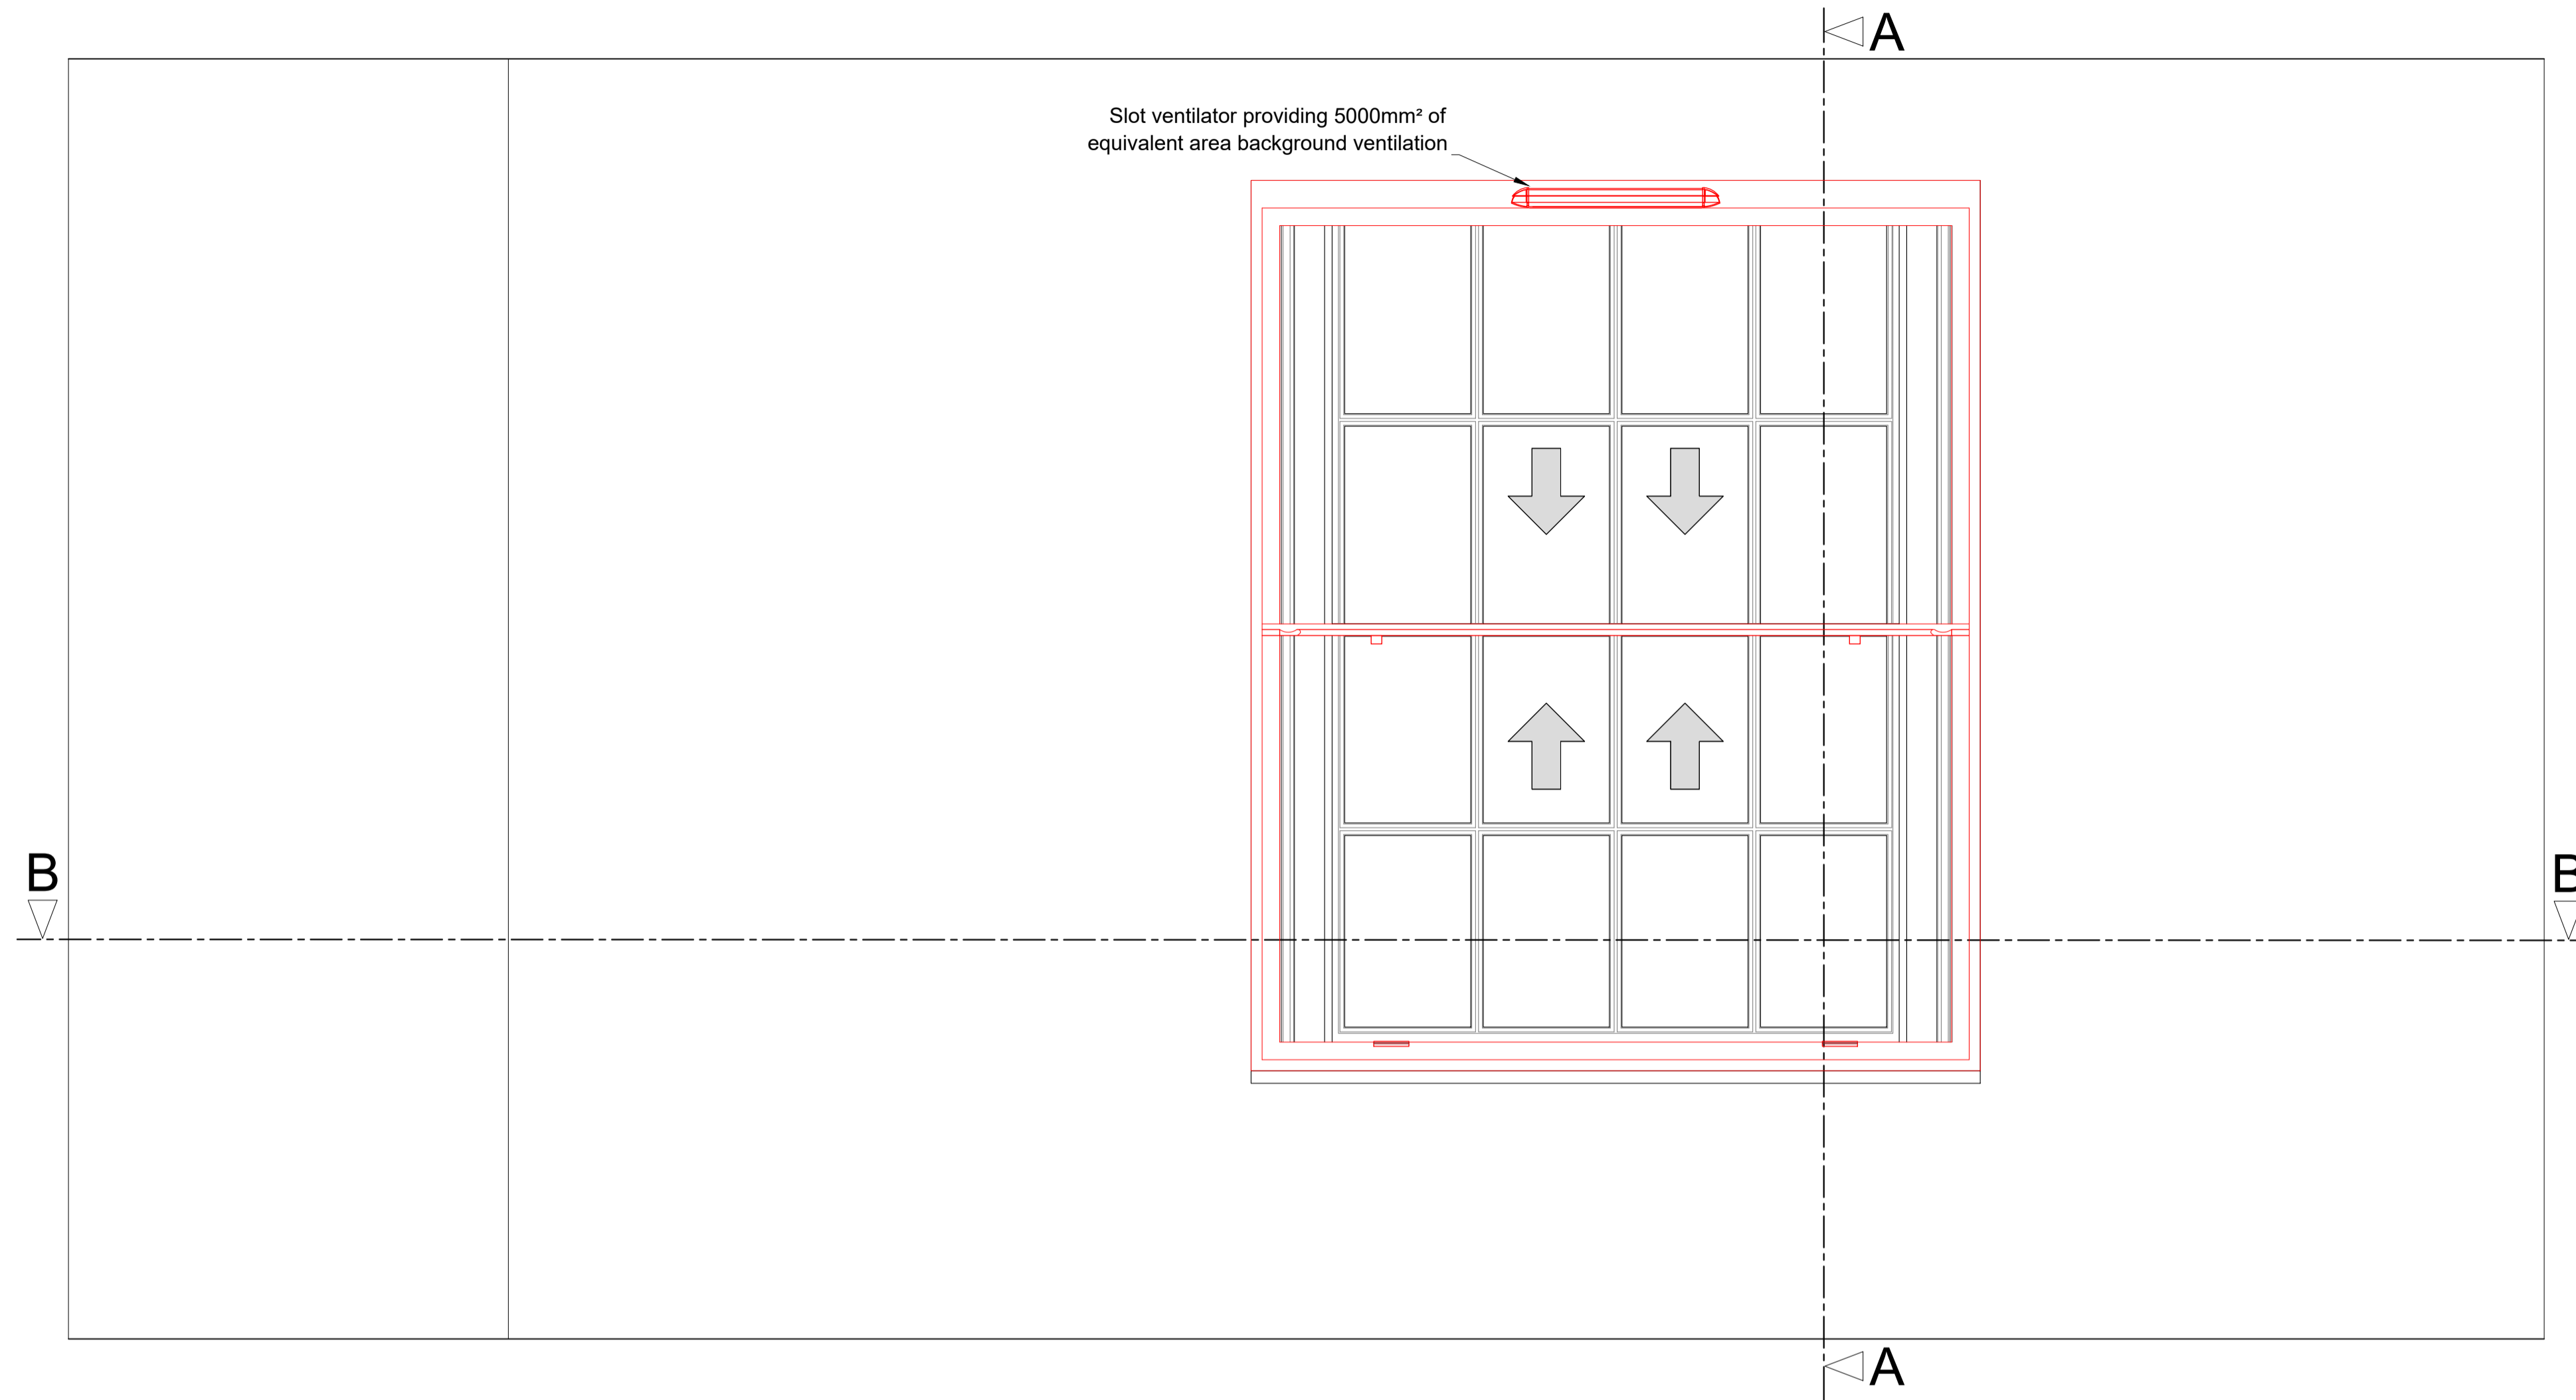 A
Slot ventilator providing 5000mm² of
equivalent area background ventilation
B
B
A